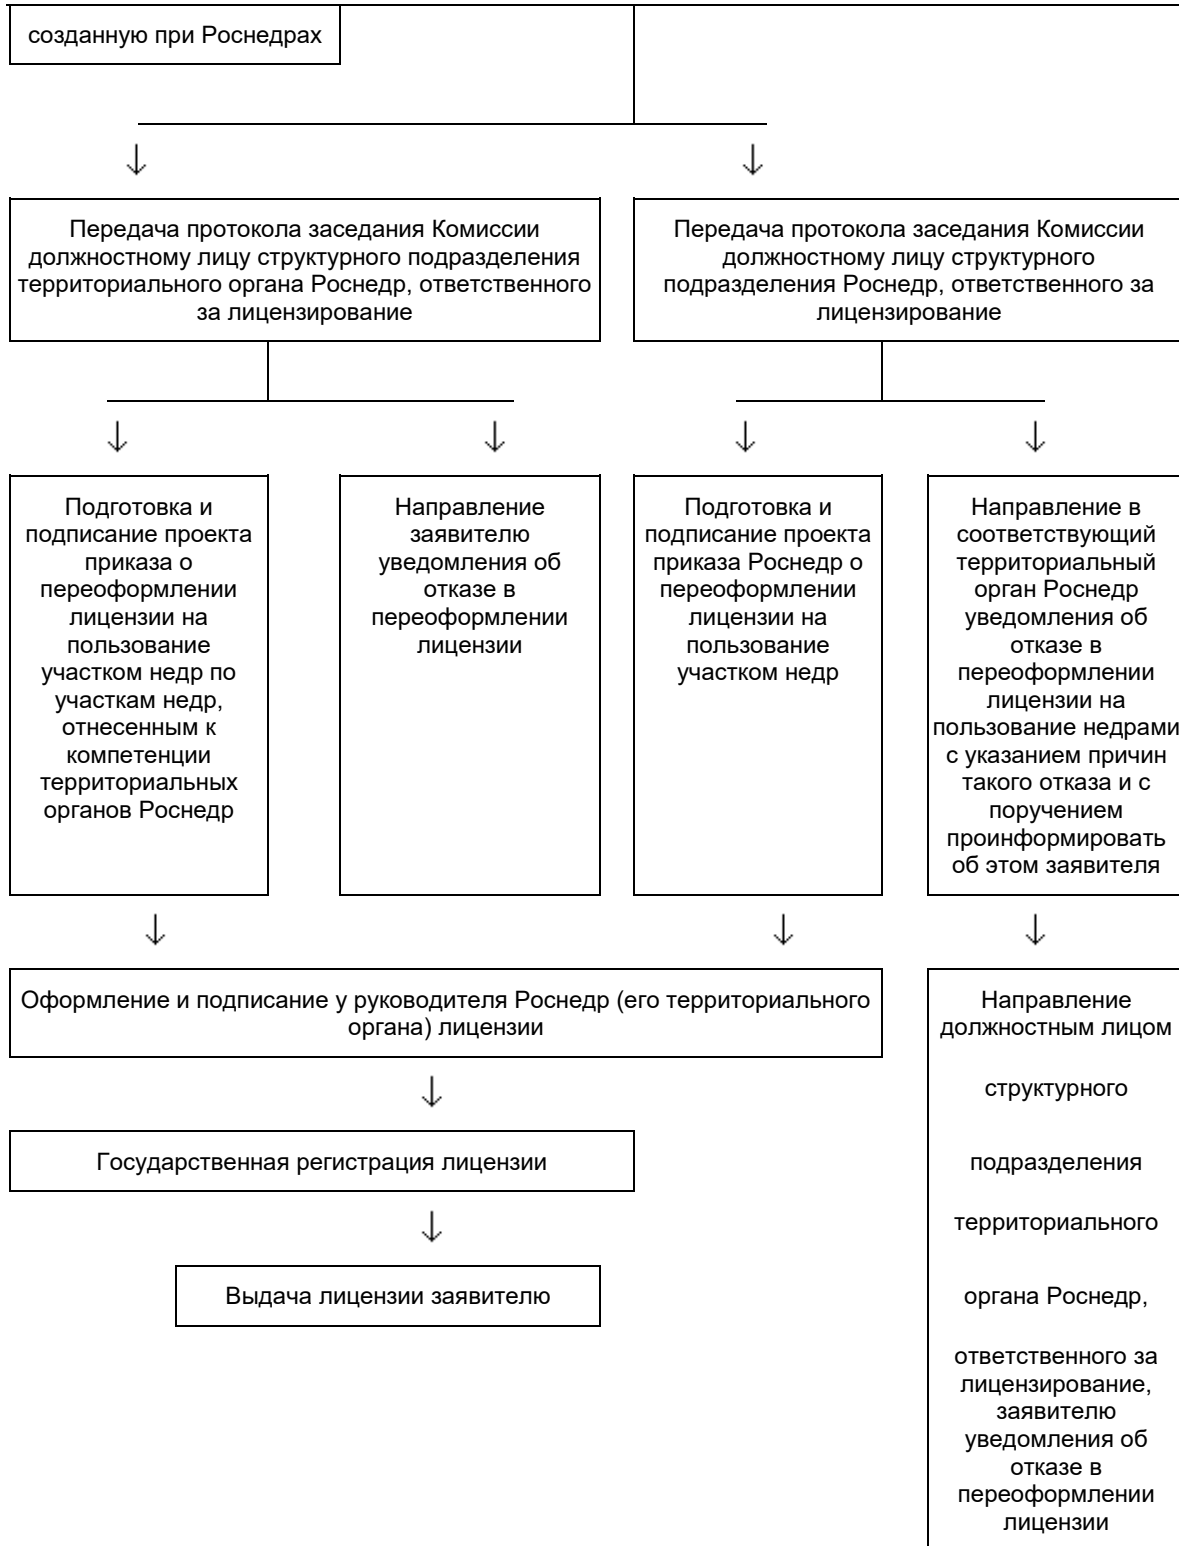 созданную при Роснедрах
Передача протокола заседания Комиссии
должностному лицу структурного подразделения
территориального органа Роснедр, ответственного
за лицензирование
Передача протокола заседания Комиссии
должностному лицу структурного
подразделения Роснедр, ответственного за
лицензирование
Подготовка и
подписание проекта
приказа о
переоформлении
лицензии на
пользование
участком недр по
участкам недр,
отнесенным к
компетенции
территориальных
органов Роснедр
Направление
заявителю
уведомления об
отказе в
переоформлении
лицензии
Подготовка и
подписание проекта
приказа Роснедр о
переоформлении
лицензии на
пользование
участком недр
Направление в
соответствующий
территориальный
орган Роснедр
уведомления об
отказе в
переоформлении
лицензии на
пользование недрами
с указанием причин
такого отказа и с
поручением
проинформировать
об этом заявителя
Оформление и подписание у руководителя Роснедр (его территориального
органа) лицензии
Государственная регистрация лицензии
Выдача лицензии заявителю
Направление
должностным лицом
структурного
подразделения
территориального
органа Роснедр,
ответственного за
лицензирование,
заявителю
уведомления об
отказе в
переоформлении
лицензии